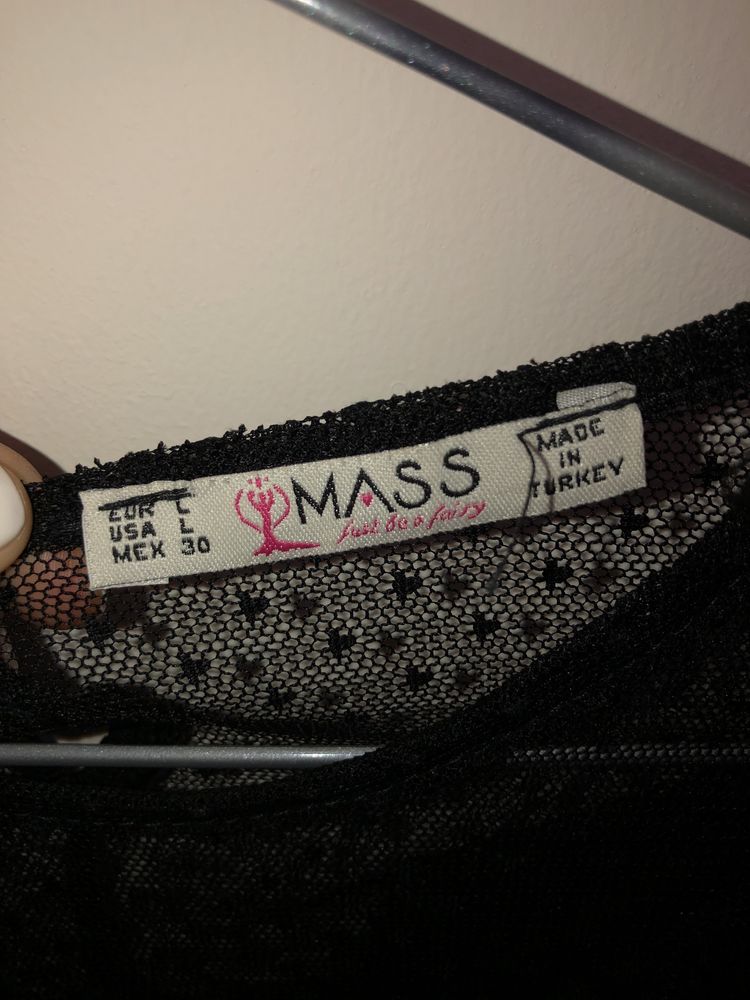 EUR L
USA L
MEX 30
MASS
just be a fairy
MADE
IN
TURKEY